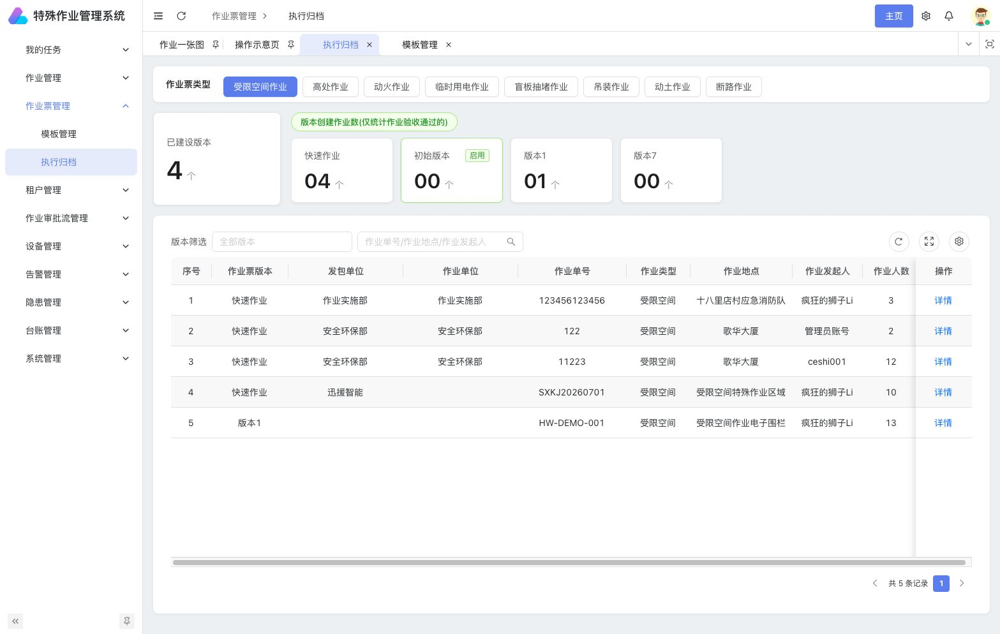 特殊作业管理系统
作业票管理 执行归档 主页
作业一张图 操作示意页 执行归档 模板管理
我的任务
作业管理
作业票管理
模板管理
执行归档
租户管理
作业审批流管理
设备管理
告警管理
隐患管理
台账管理
系统管理
作业票类型 受限空间作业 高处作业 动火作业 临时用电作业 盲板抽堵作业 吊装作业 动土作业 断路作业
已建设版本
4 个
版本创建作业数(仅统计作业验收通过的)
快速作业
04 个
初始版本 启用
00 个
版本1
01 个
版本7
00 个
版本筛选 全部版本 作业单号/作业地点/作业发起人
序号 作业票版本 发包单位 作业单位 作业单号 作业类型 作业地点 作业发起人 作业人数 操作
1 快速作业 作业实施部 作业实施部 123456123456 受限空间 十八里店村应急消防队 疯狂的狮子Li 3 详情
2 快速作业 安全环保部 安全环保部 122 受限空间 歌华大厦 管理员账号 2 详情
3 快速作业 安全环保部 安全环保部 11223 受限空间 歌华大厦 ceshi001 12 详情
4 快速作业 迅援智能 SXKJ20260701 受限空间 受限空间特殊作业区域 疯狂的狮子Li 10 详情
5 版本1 HW-DEMO-001 受限空间 受限空间作业电子围栏 疯狂的狮子Li 13 详情
共 5 条记录 1